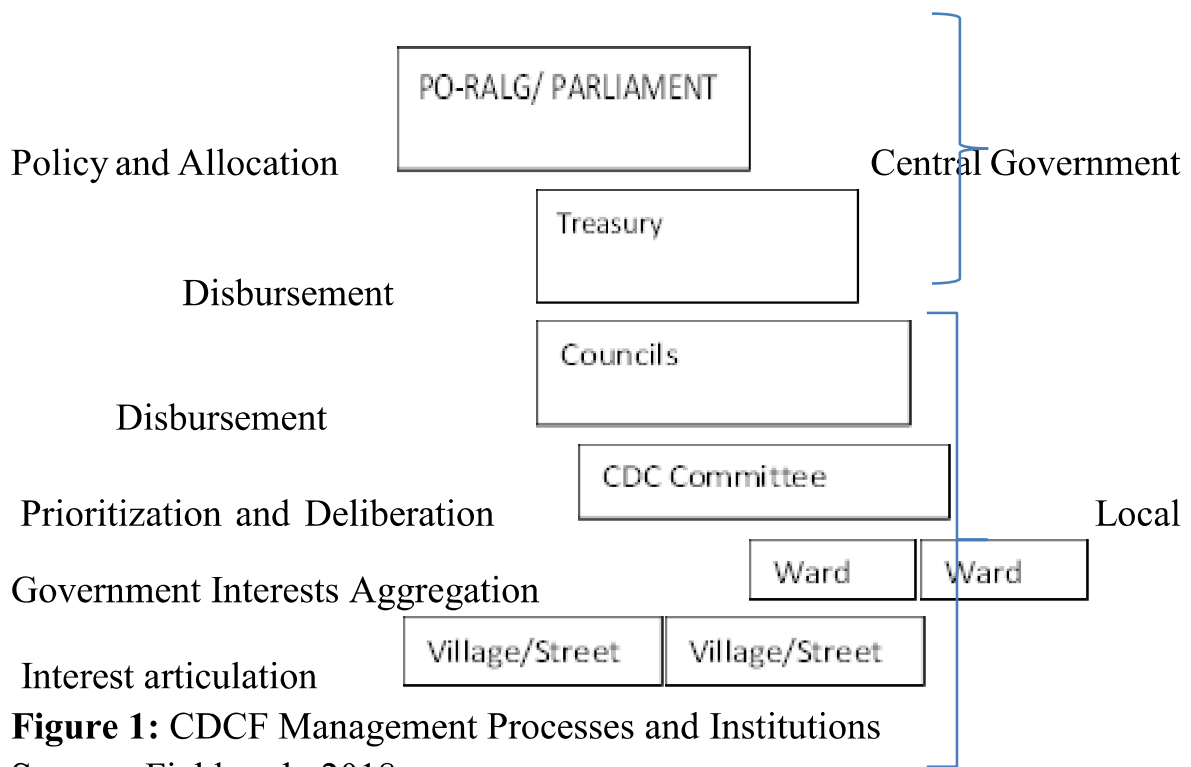 PO-RALG/ PARLIAMENT
Policy and Allocation Central Government
Treasury
Disbursement
Councils
Disbursement
CDC Committee
Prioritization and Deliberation Local
Ward Ward
Government Interests Aggregation
Village/Street Village/Street
Interest articulation
Figure 1: CDCF Management Processes and Institutions